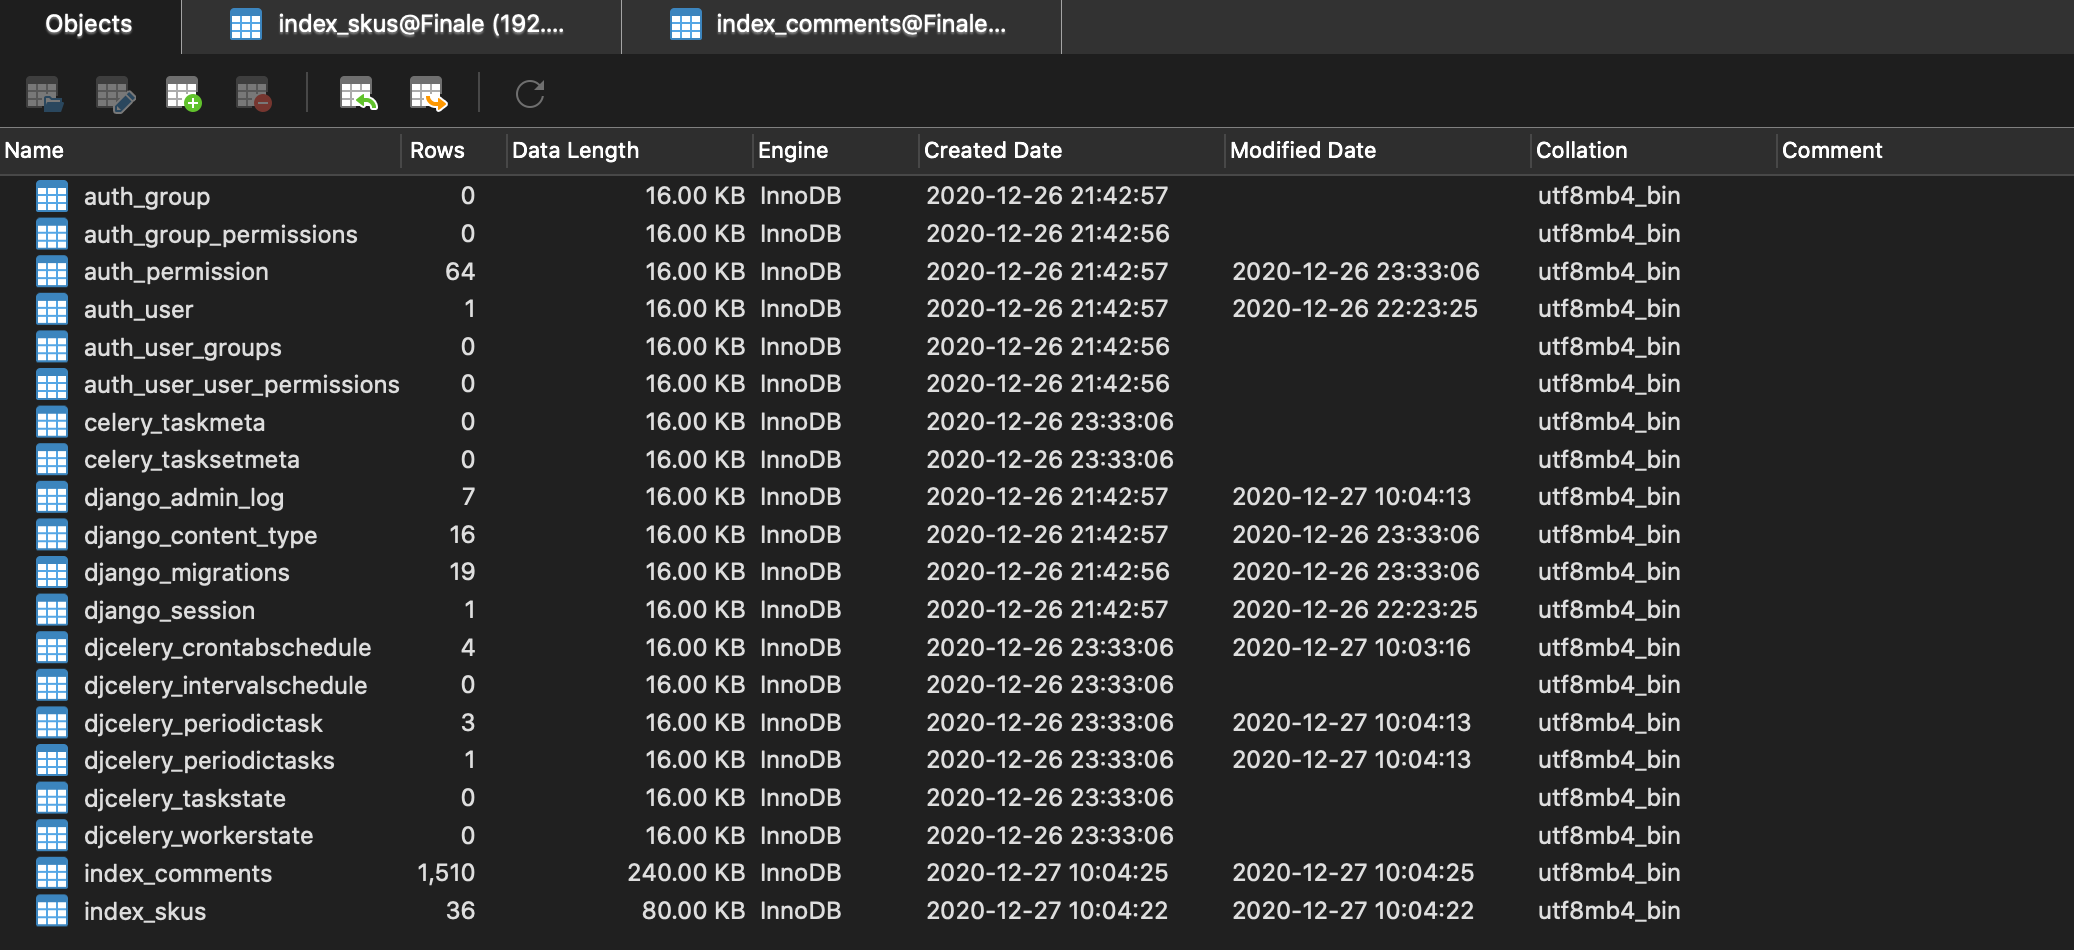 Objects index_skus@Finale (192.... index_comments@Finale...
Name Rows Data Length Engine Created Date Modified Date Collation Comment
auth_group 0 16.00 KB InnoDB 2020-12-26 21:42:57 utf8mb4_bin
auth_group_permissions 0 16.00 KB InnoDB 2020-12-26 21:42:56 utf8mb4_bin
auth_permission 64 16.00 KB InnoDB 2020-12-26 21:42:57 2020-12-26 23:33:06 utf8mb4_bin
auth_user 1 16.00 KB InnoDB 2020-12-26 21:42:57 2020-12-26 22:23:25 utf8mb4_bin
auth_user_groups 0 16.00 KB InnoDB 2020-12-26 21:42:56 utf8mb4_bin
auth_user_user_permissions 0 16.00 KB InnoDB 2020-12-26 21:42:56 utf8mb4_bin
celery_taskmeta 0 16.00 KB InnoDB 2020-12-26 23:33:06 utf8mb4_bin
celery_tasksetmeta 0 16.00 KB InnoDB 2020-12-26 23:33:06 utf8mb4_bin
django_admin_log 7 16.00 KB InnoDB 2020-12-26 21:42:57 2020-12-27 10:04:13 utf8mb4_bin
django_content_type 16 16.00 KB InnoDB 2020-12-26 21:42:57 2020-12-26 23:33:06 utf8mb4_bin
django_migrations 19 16.00 KB InnoDB 2020-12-26 21:42:56 2020-12-26 23:33:06 utf8mb4_bin
django_session 1 16.00 KB InnoDB 2020-12-26 21:42:57 2020-12-26 22:23:25 utf8mb4_bin
djcelery_crontabschedule 4 16.00 KB InnoDB 2020-12-26 23:33:06 2020-12-27 10:03:16 utf8mb4_bin
djcelery_intervalschedule 0 16.00 KB InnoDB 2020-12-26 23:33:06 utf8mb4_bin
djcelery_periodictask 3 16.00 KB InnoDB 2020-12-26 23:33:06 2020-12-27 10:04:13 utf8mb4_bin
djcelery_periodictasks 1 16.00 KB InnoDB 2020-12-26 23:33:06 2020-12-27 10:04:13 utf8mb4_bin
djcelery_taskstate 0 16.00 KB InnoDB 2020-12-26 23:33:06 utf8mb4_bin
djcelery_workerstate 0 16.00 KB InnoDB 2020-12-26 23:33:06 utf8mb4_bin
index_comments 1,510 240.00 KB InnoDB 2020-12-27 10:04:25 2020-12-27 10:04:25 utf8mb4_bin
index_skus 36 80.00 KB InnoDB 2020-12-27 10:04:22 2020-12-27 10:04:22 utf8mb4_bin